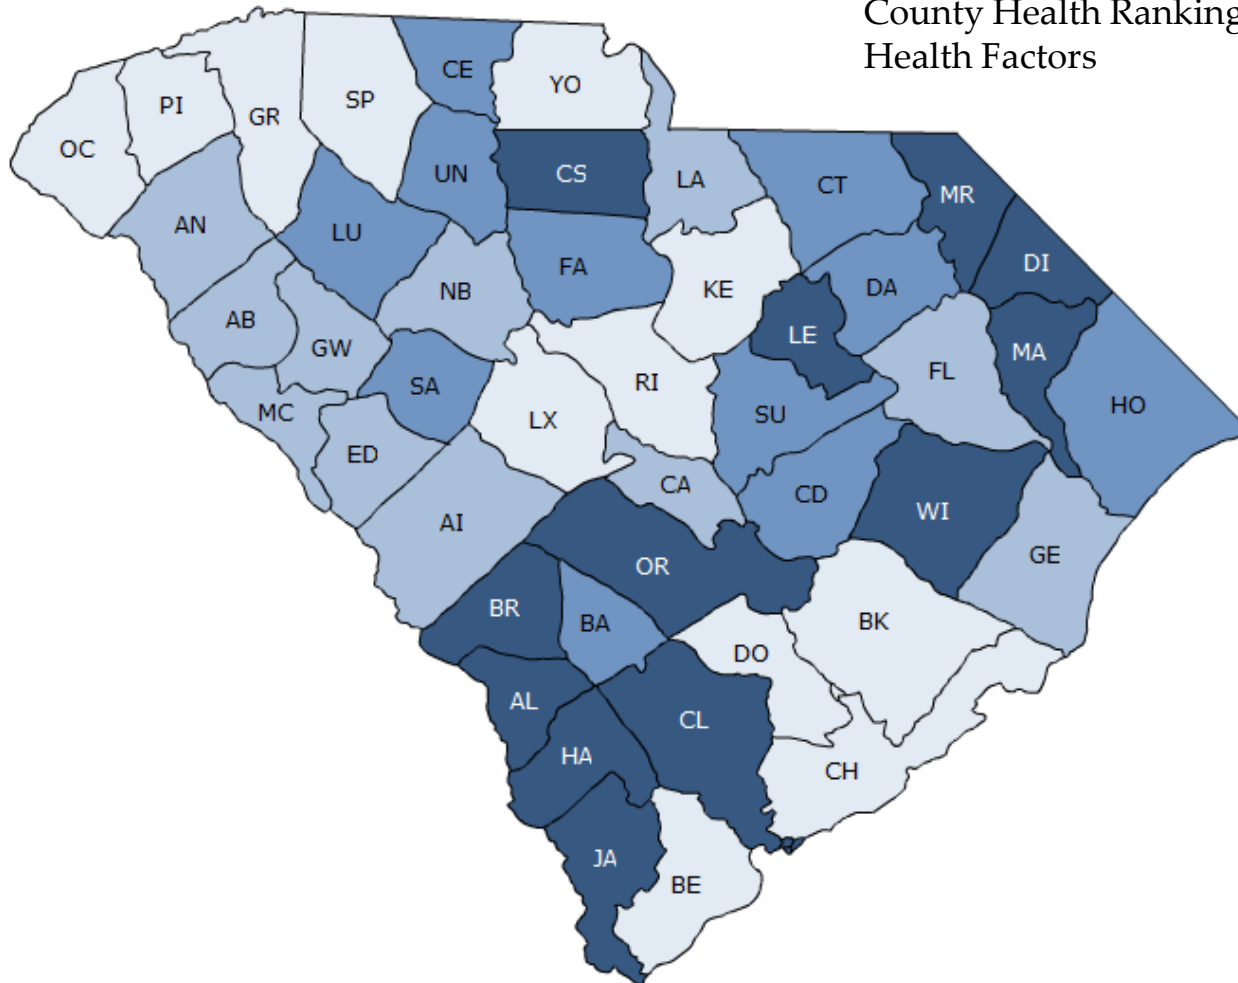 County Health Ranking
Health Factors
CE
YO
SP
PI
GR
OC
UN
CS
LA
CT
MR
AN
LU
FA
DI
KE
DA
NB
AB
GW
LE
MA
SA
RI
FL
MC
LX
SU
HO
ED
CA
CD
WI
AI
OR
GE
BR
BA
BK
DO
AL
CL
HA
CH
JA
BE